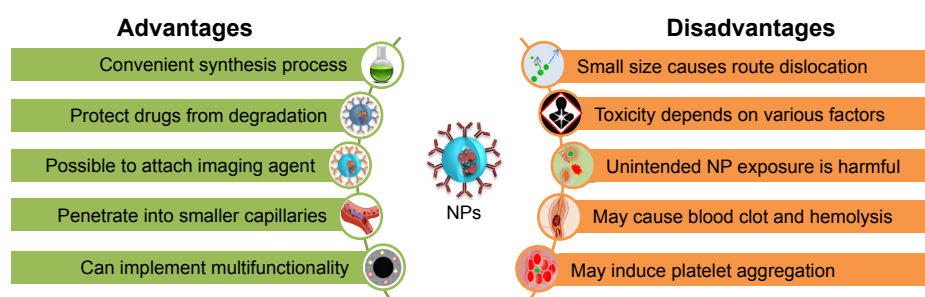 Advantages
Convenient synthesis process
Protect drugs from degradation
Possible to attach imaging agent
Penetrate into smaller capillaries
Can implement multifunctionality
NPs
Disadvantages
Small size causes route dislocation
Toxicity depends on various factors
Unintended NP exposure is harmful
May cause blood clot and hemolysis
May induce platelet aggregation